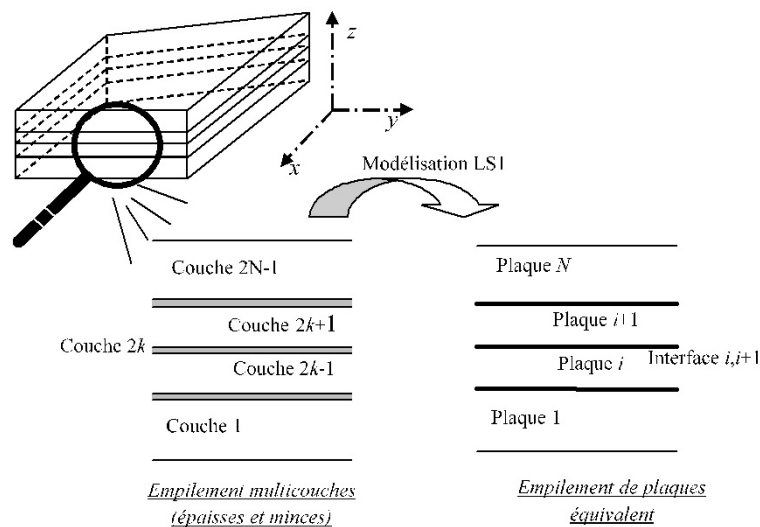 z
y
x
Modélisation LS1
Couche 2N-1
Plaque N
Couche 2k+1
Plaque i+1
Couche 2k
Couche 2k-1
Plaque i
Interface i,i+1
Couche 1
Plaque 1
Empilement multicouches
(épaisses et minces)
Empilement de plaques
équivalent